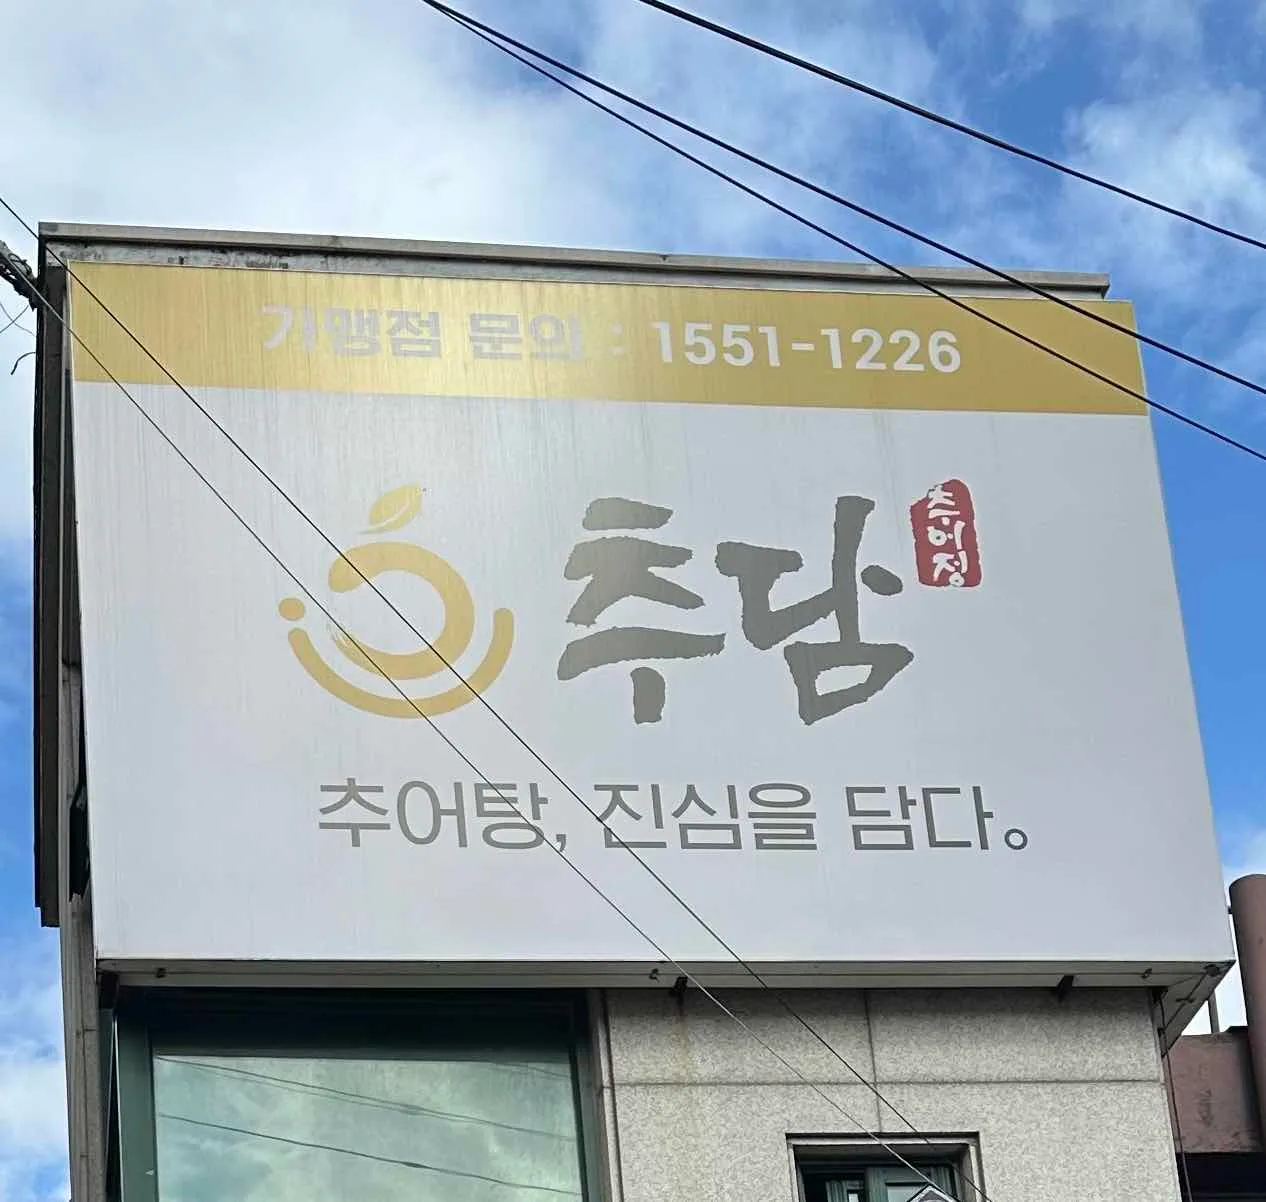 가맹점 문의 : 1551-1226
추담
추어정
추어탕, 진심을 담다。